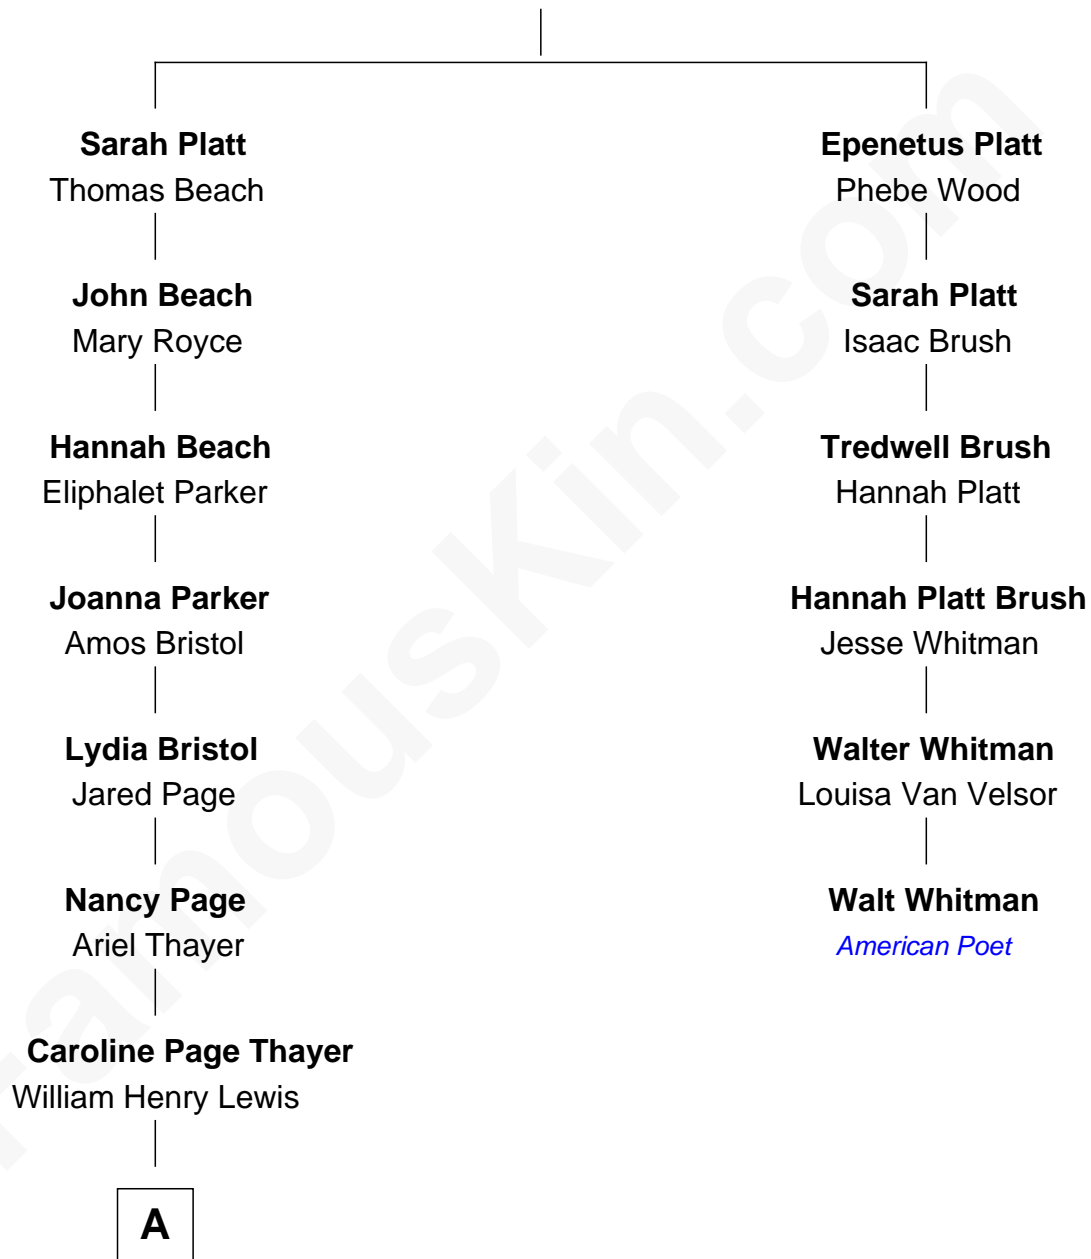 Sarah Platt
Thomas Beach
John Beach
Mary Royce
Hannah Beach
Eliphalet Parker
Joanna Parker
Amos Bristol
Lydia Bristol
Jared Page
Nancy Page
Ariel Thayer
Caroline Page Thayer
William Henry Lewis
A
Epenetus Platt
Phebe Wood
Sarah Platt
Isaac Brush
Tredwell Brush
Hannah Platt
Hannah Platt Brush
Jesse Whitman
Walter Whitman
Louisa Van Velsor
Walt Whitman
American Poet
FamousKin.com